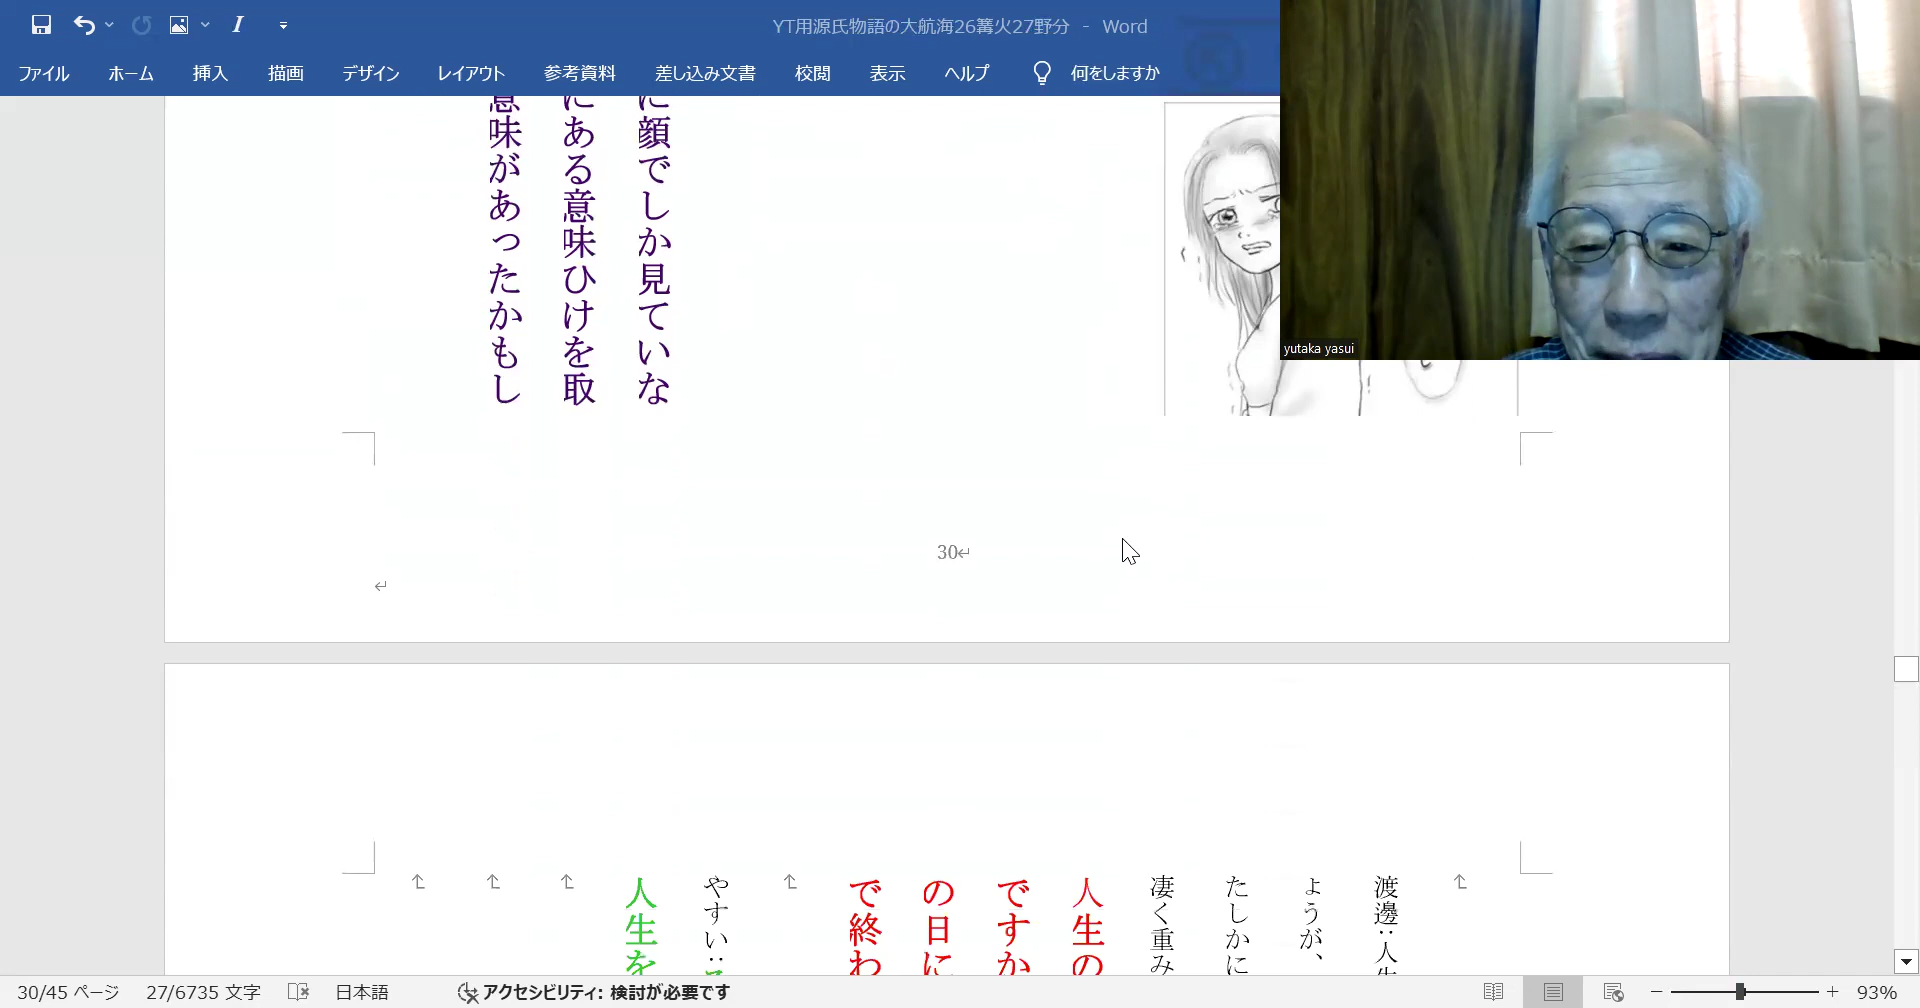 YT用源氏物語の大航海26篝火27野分 - Word
ファイル ホーム 挿入 描画 デザイン レイアウト 参考資料 差し込み文書 校閲 表示 ヘルプ 何をしますか
yutaka yasui
に顔でしか見ていな
にある意味ひけを取
意味があったかもし
30
渡邊：人生
ようが、
たしかに
凄く重み
人生の
ですか
の日に
で終わ
やすい：
人生を
30/45 ページ 27/6735 文字 日本語 アクセシビリティ: 検討が必要です 93%